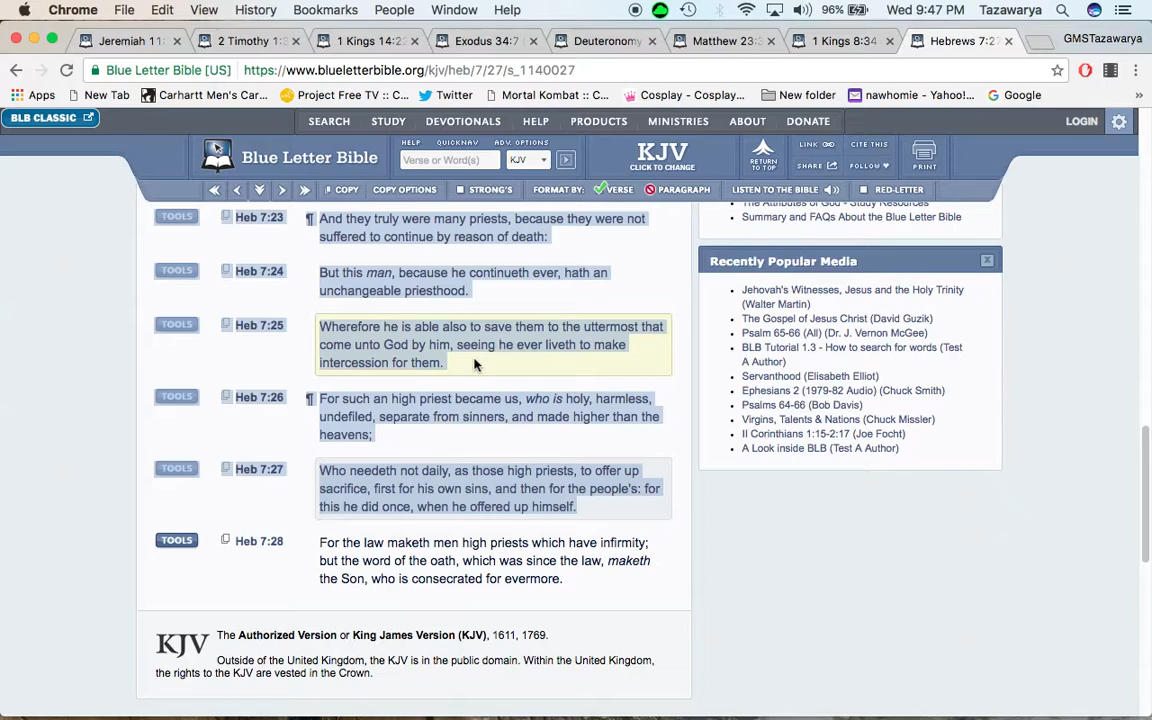 Chrome File Edit View History Bookmarks People Window Help 96% Wed 9:47 PM Tazawarya
Jeremiah 11: 2 Timothy 1:3 1 Kings 14:22 Exodus 34:7 Deuteronomy Matthew 23:3 1 Kings 8:34 Hebrews 7:27 GMSTazawarya
Blue Letter Bible [US] https://www.blueletterbible.org/kjv/heb/7/27/s_1140027
Apps New Tab Carhartt Men's Car... Project Free TV :: C... Twitter Mortal Kombat :: C... Cosplay - Cosplay... New folder nawhomie - Yahoo!... Google »
BLB CLASSIC SEARCH STUDY DEVOTIONALS HELP PRODUCTS MINISTRIES ABOUT DONATE LOGIN
HELP QUICKNAV ADV. OPTIONS
Blue Letter Bible Verse or Word(s) KJV
KJV
CLICK TO CHANGE
RETURN
TO TOP
LINK CITE THIS
SHARE FOLLOW
PRINT
COPY COPY OPTIONS STRONG'S FORMAT BY: VERSE PARAGRAPH LISTEN TO THE BIBLE RED-LETTER
TOOLS Heb 7:23 ¶ And they truly were many priests, because they were not
suffered to continue by reason of death:
TOOLS Heb 7:24 But this man, because he continueth ever, hath an
unchangeable priesthood.
TOOLS Heb 7:25 Wherefore he is able also to save them to the uttermost that
come unto God by him, seeing he ever liveth to make
intercession for them.
TOOLS Heb 7:26 ¶ For such an high priest became us, who is holy, harmless,
undefiled, separate from sinners, and made higher than the
heavens;
TOOLS Heb 7:27 Who needeth not daily, as those high priests, to offer up
sacrifice, first for his own sins, and then for the people's: for
this he did once, when he offered up himself.
TOOLS Heb 7:28 For the law maketh men high priests which have infirmity;
but the word of the oath, which was since the law, maketh
the Son, who is consecrated for evermore.
KJV The Authorized Version or King James Version (KJV), 1611, 1769.
Outside of the United Kingdom, the KJV is in the public domain. Within the United Kingdom,
the rights to the KJV are vested in the Crown.
The Attributes of God - Study Resources
Summary and FAQs About the Blue Letter Bible
Recently Popular Media
Jehovah's Witnesses, Jesus and the Holy Trinity
(Walter Martin)
The Gospel of Jesus Christ (David Guzik)
Psalm 65-66 (All) (Dr. J. Vernon McGee)
BLB Tutorial 1.3 - How to search for words (Test
A Author)
Servanthood (Elisabeth Elliot)
Ephesians 2 (1979-82 Audio) (Chuck Smith)
Psalms 64-66 (Bob Davis)
Virgins, Talents & Nations (Chuck Missler)
II Corinthians 1:15-2:17 (Joe Focht)
A Look inside BLB (Test A Author)